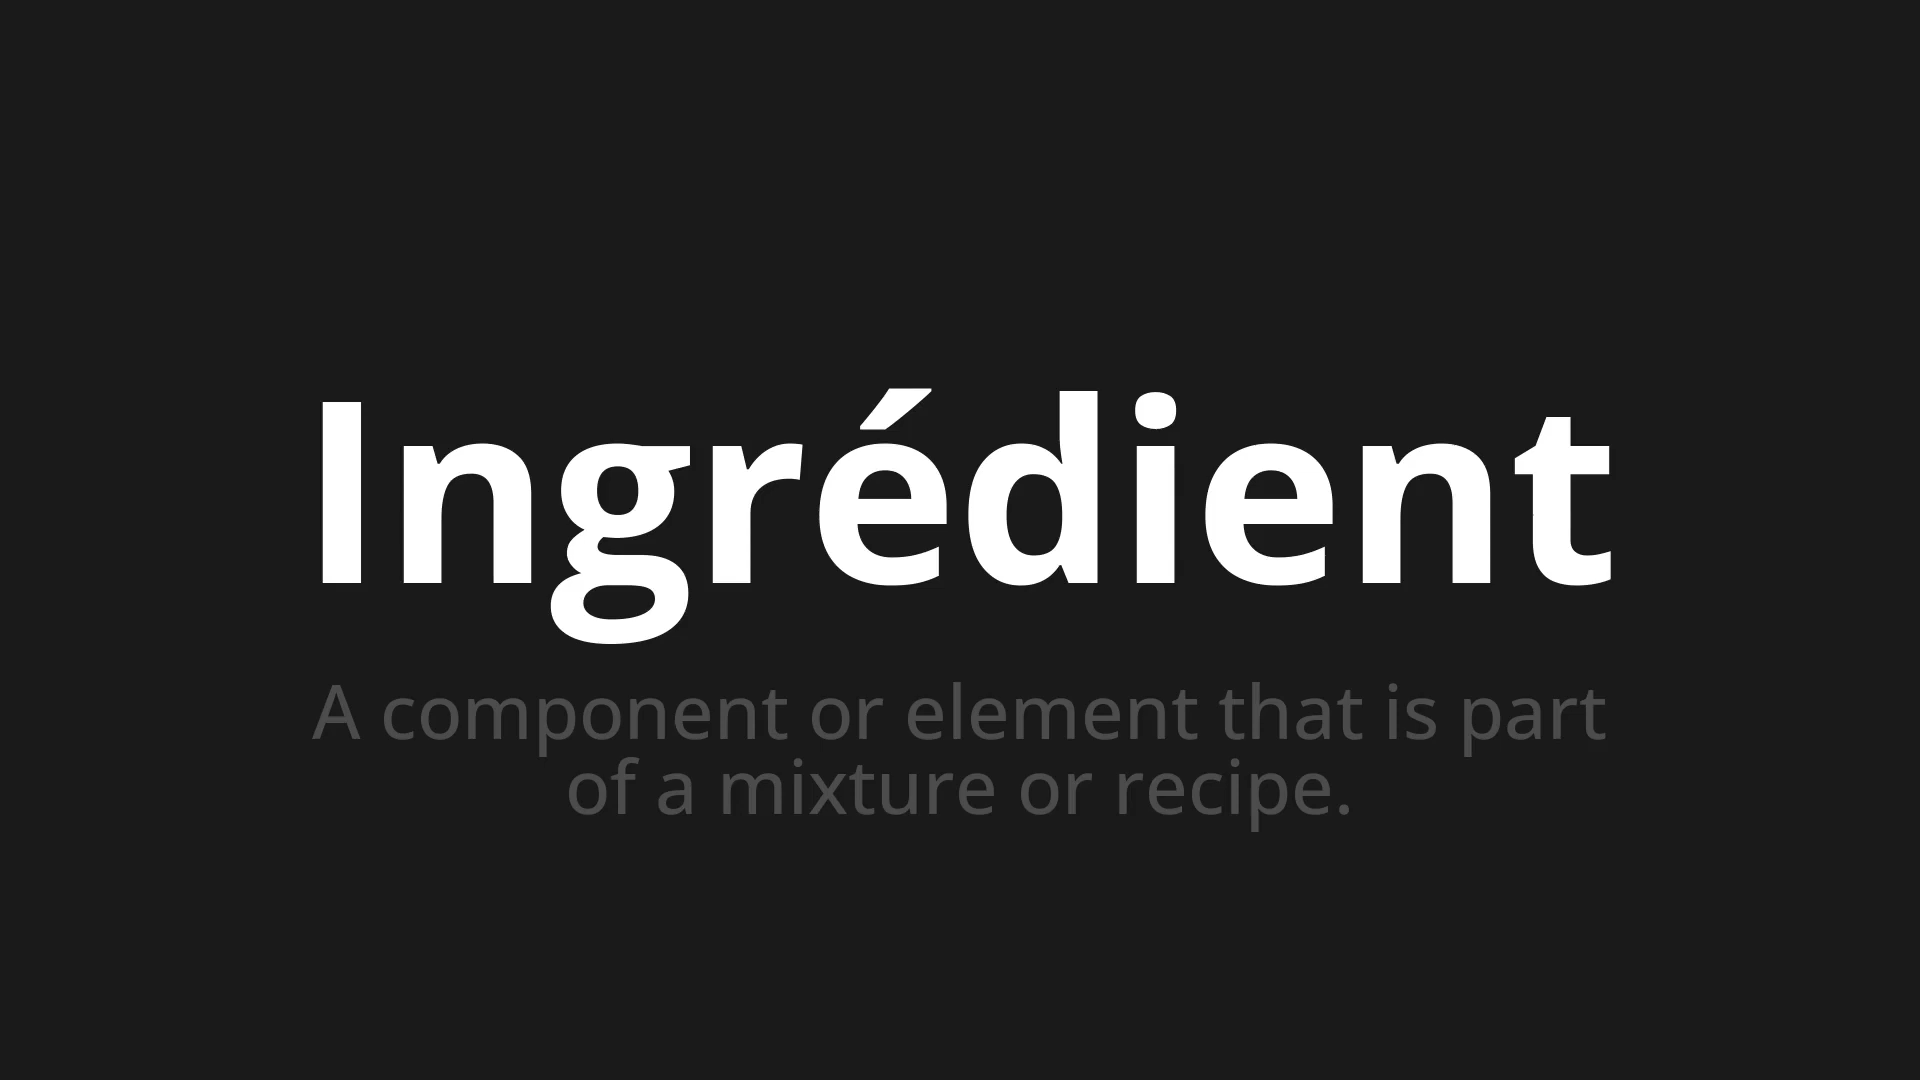 Ingrédient
A component or element that is part
of a mixture or recipe.